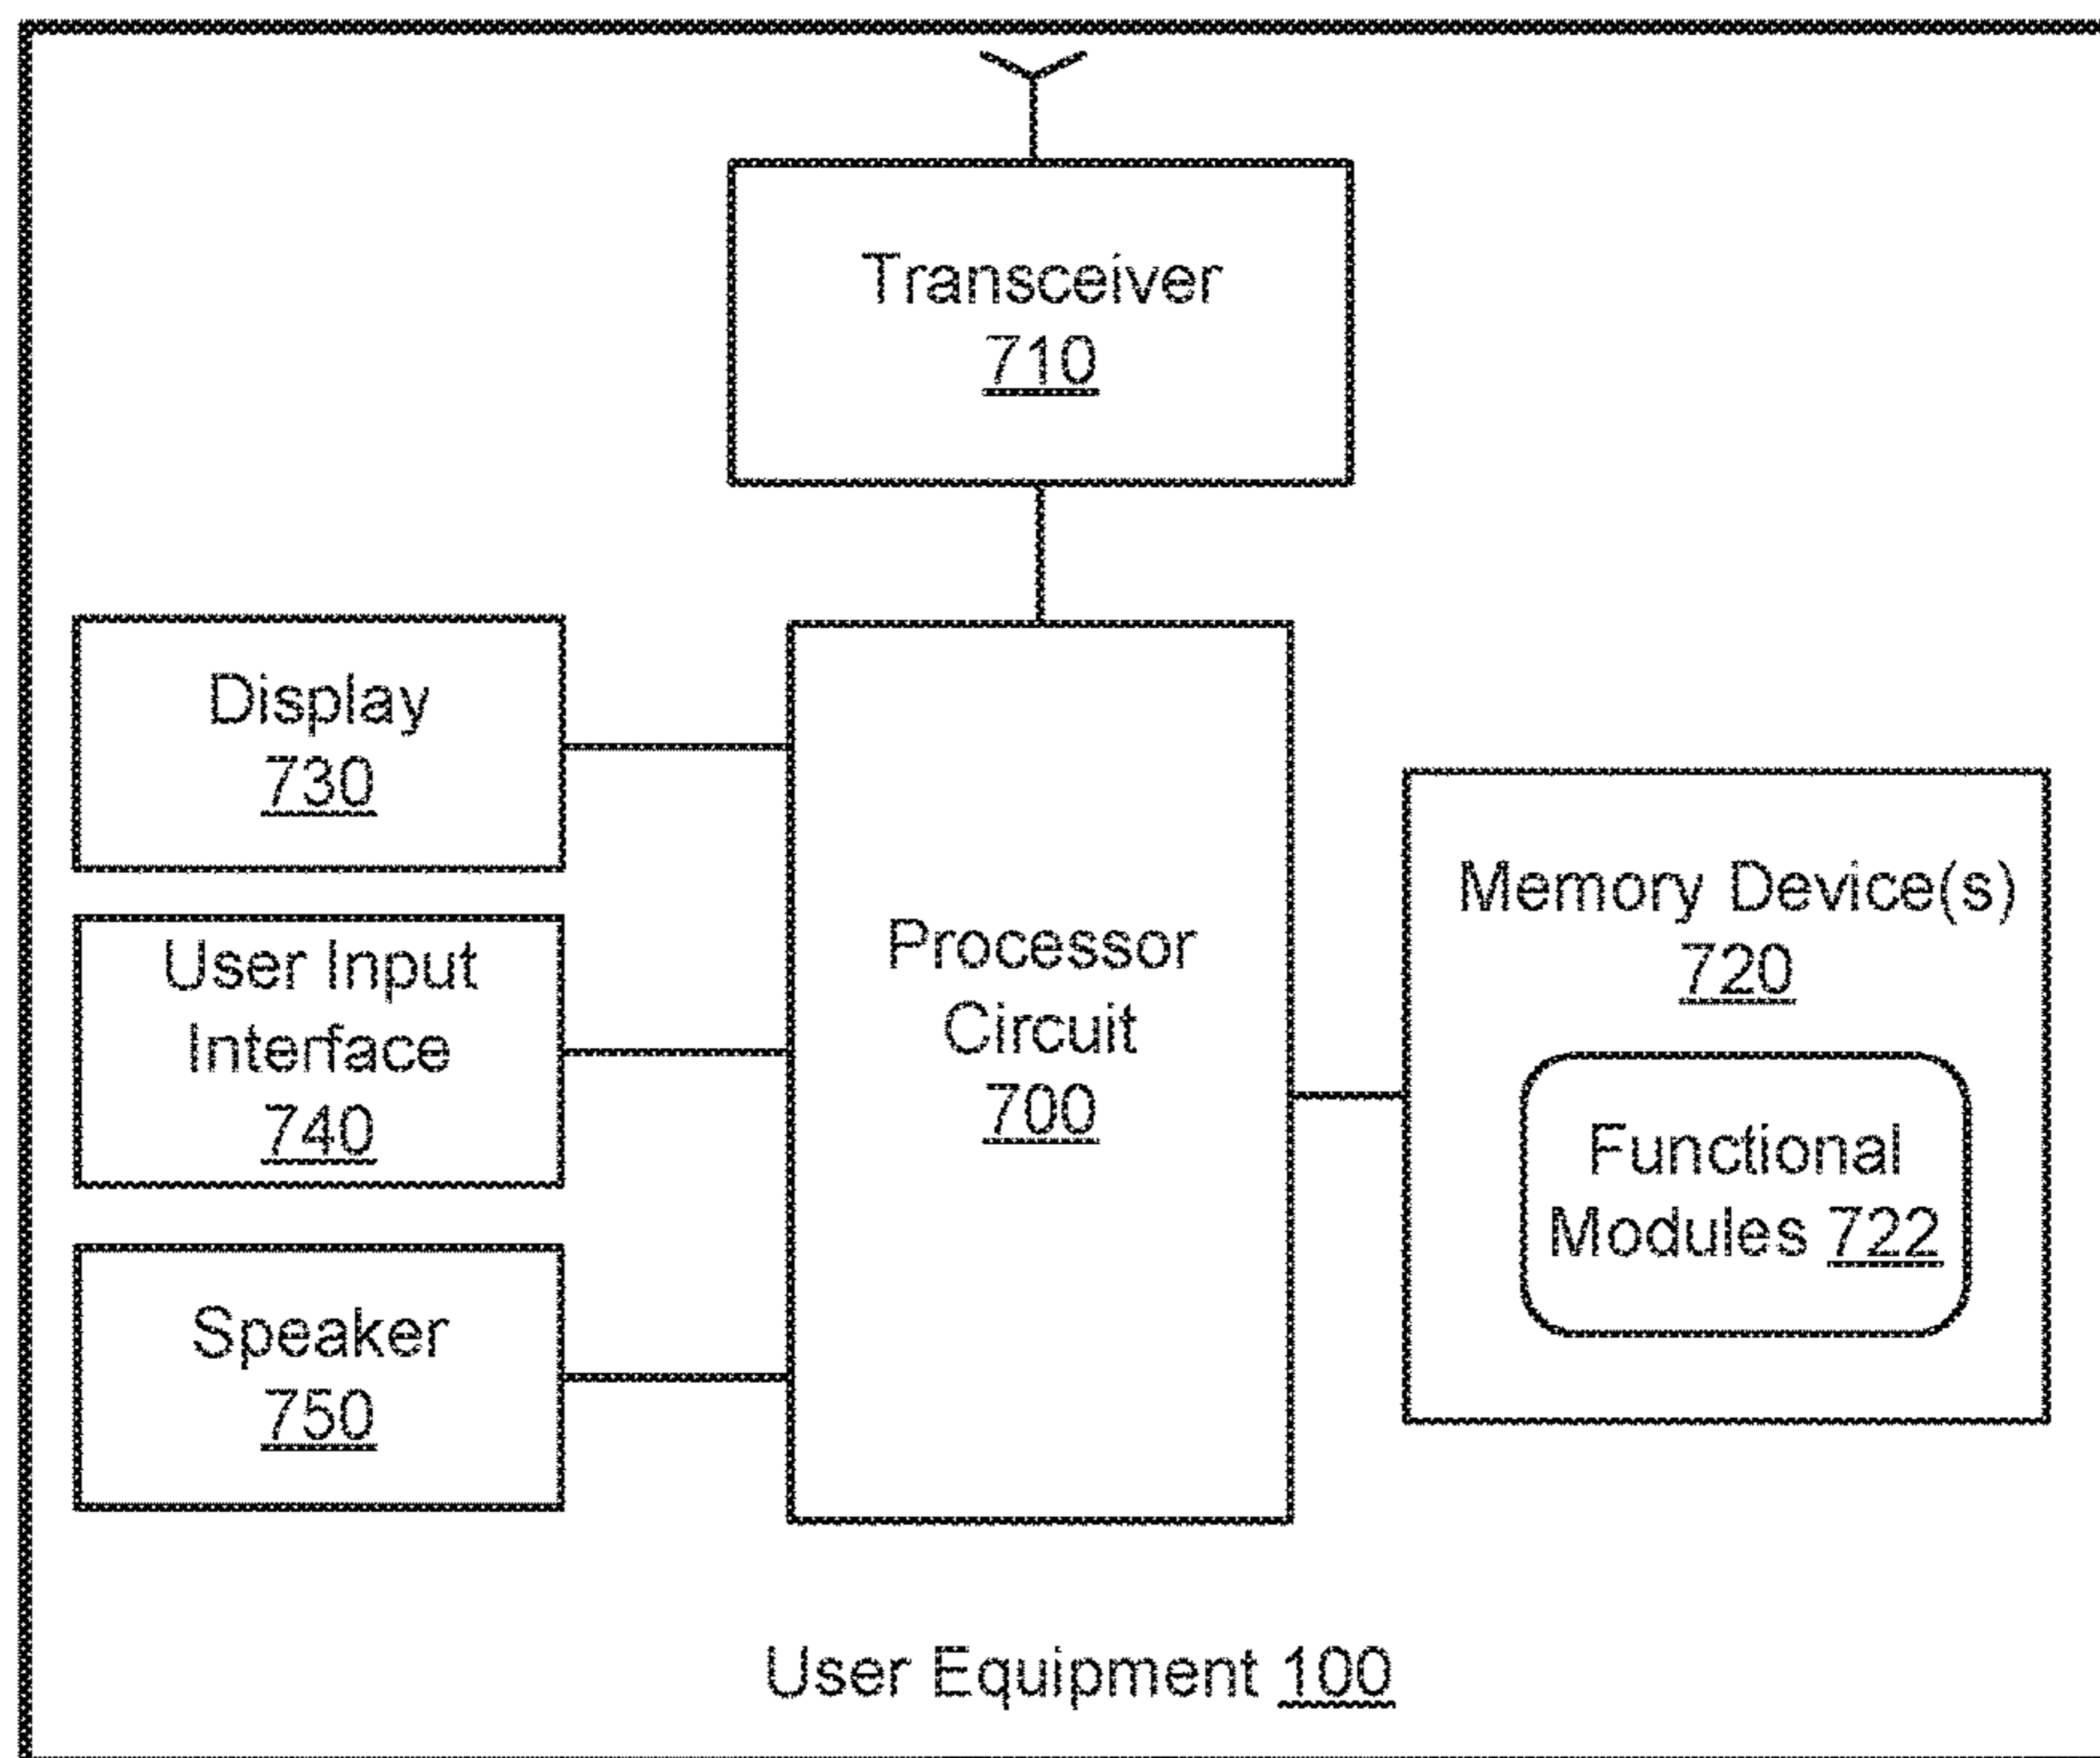 Transceiver
710
Display
730
User Input
Interface
740
Speaker
750
Processor
Circuit
700
Memory Device(s)
720
Functional
Modules 722
User Equipment 100